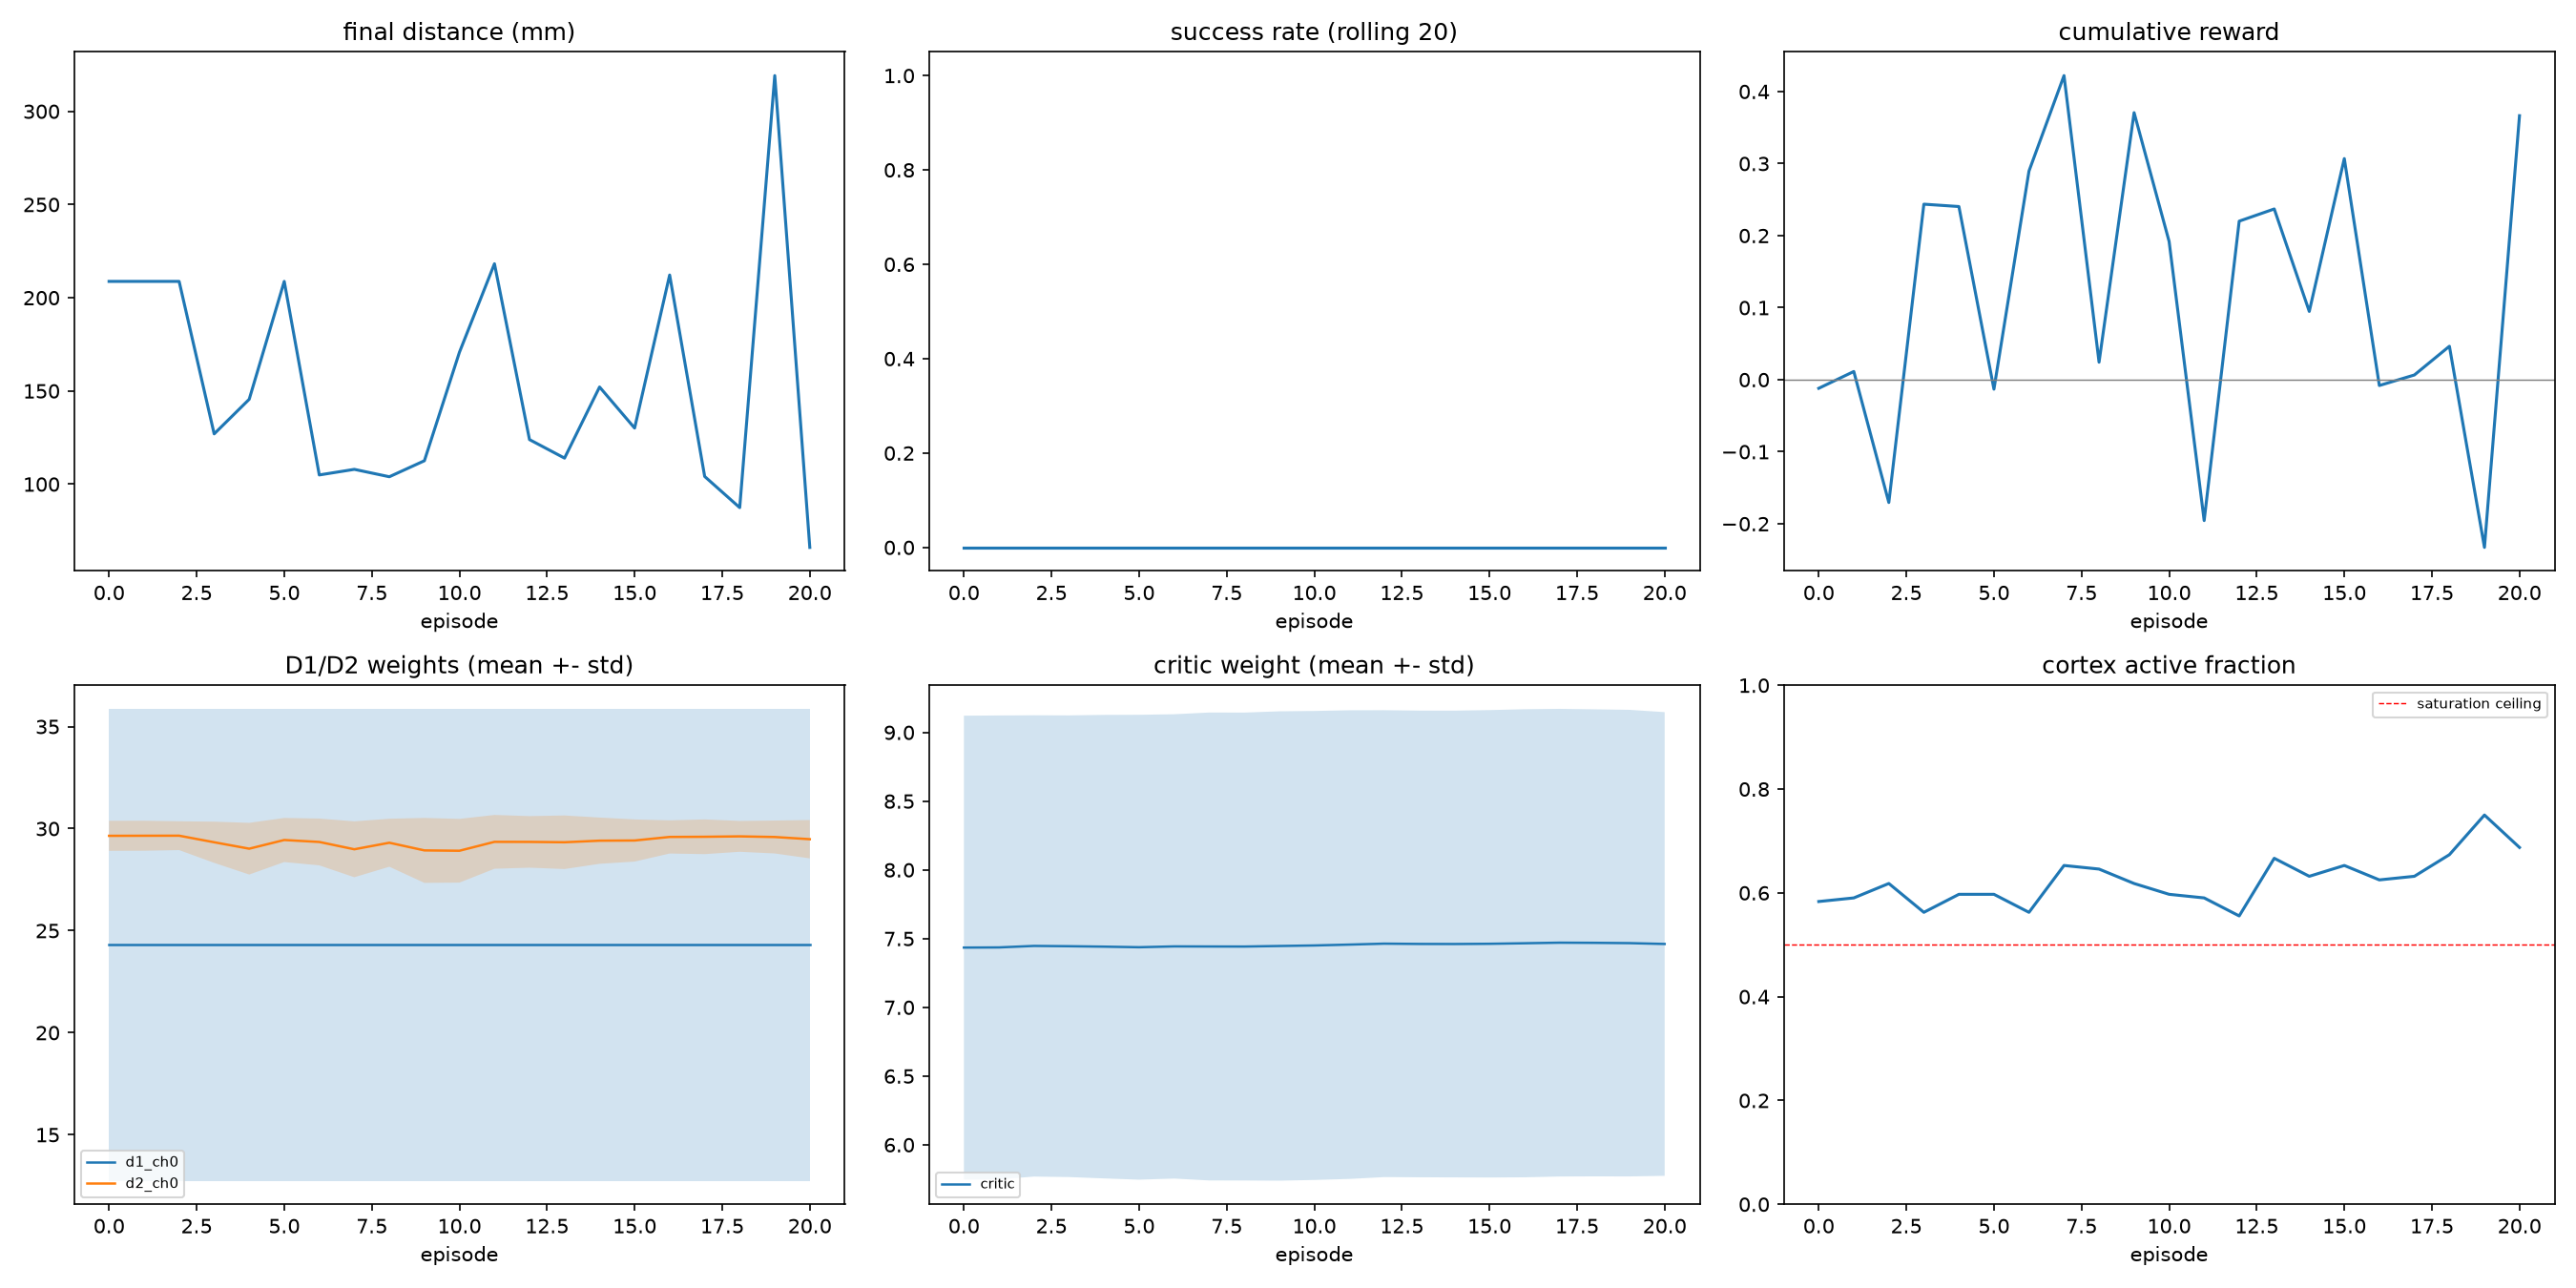 final distance (mm)
300
250
200
150
100
0.0 2.5 5.0 7.5 10.0 12.5 15.0 17.5 20.0
episode
success rate (rolling 20)
1.0
0.8
0.6
0.4
0.2
0.0
0.0 2.5 5.0 7.5 10.0 12.5 15.0 17.5 20.0
episode
cumulative reward
0.4
0.3
0.2
0.1
0.0
−0.1
−0.2
0.0 2.5 5.0 7.5 10.0 12.5 15.0 17.5 20.0
episode
D1/D2 weights (mean +- std)
35
30
25
20
15
d1_ch0
d2_ch0
0.0 2.5 5.0 7.5 10.0 12.5 15.0 17.5 20.0
episode
critic weight (mean +- std)
9.0
8.5
8.0
7.5
7.0
6.5
6.0
critic
0.0 2.5 5.0 7.5 10.0 12.5 15.0 17.5 20.0
episode
cortex active fraction
1.0
saturation ceiling
0.8
0.6
0.4
0.2
0.0
0.0 2.5 5.0 7.5 10.0 12.5 15.0 17.5 20.0
episode